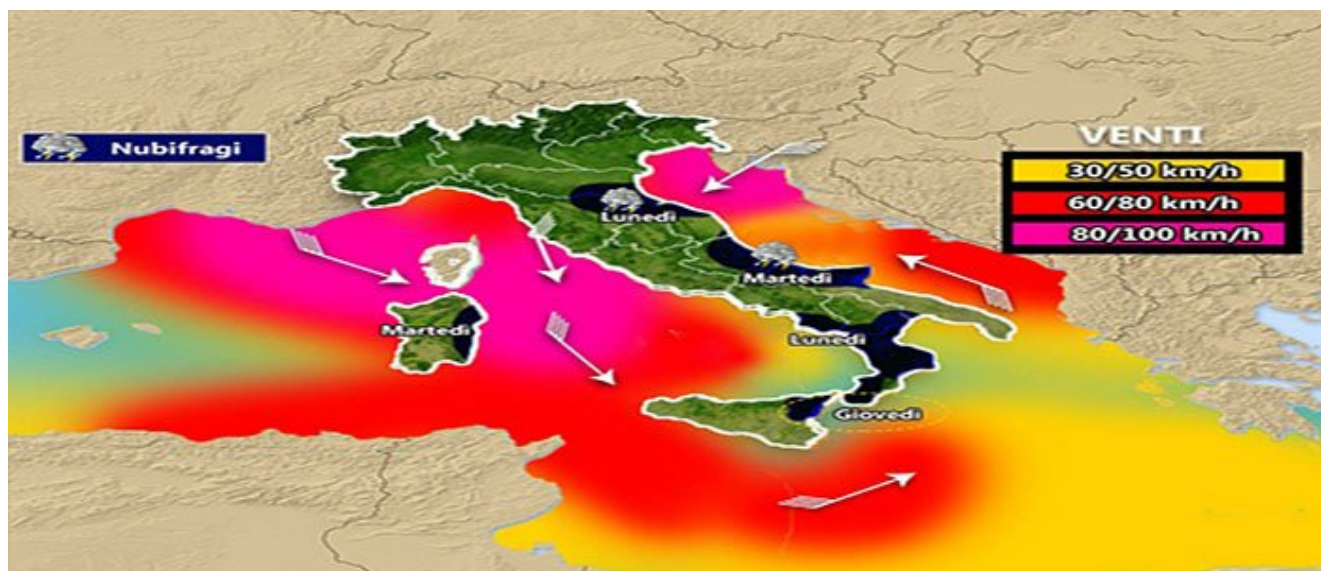 VENTI
Nubifragi
30/50 km/h
60/80 km/h
80/100 km/h
Lunedì
Martedì
Martedì
Lunedì
Giovedì